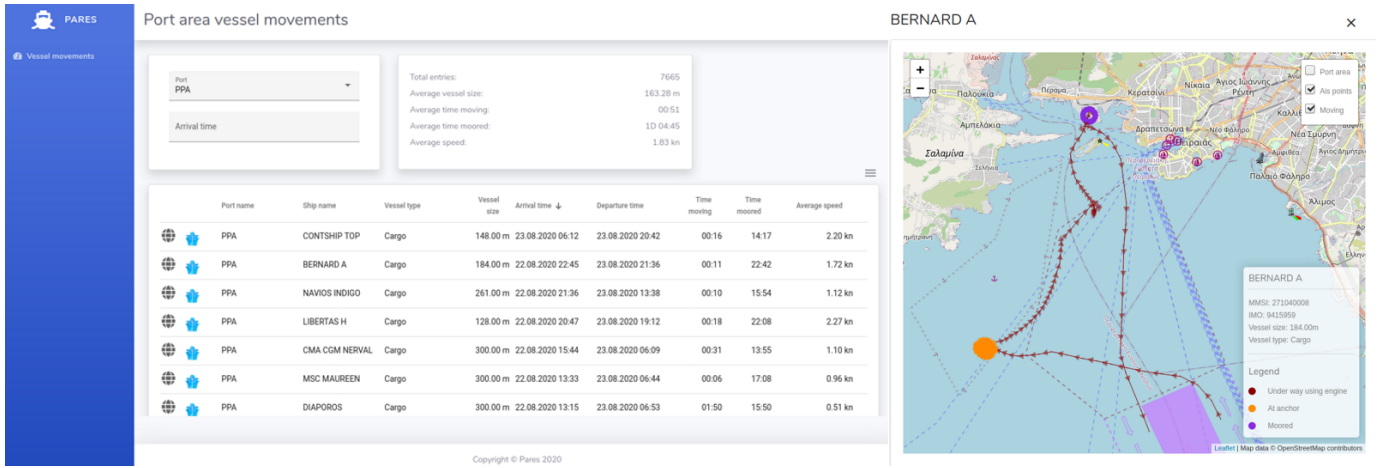 PARES
Vessel movements
Port area vessel movements
Port
PPA
Arrival time
Total entries: 7665
Average vessel size: 163.28 m
Average time moving: 00:51
Average time moored: 1D 04:45
Average speed: 1.83 kn
Port name Ship name Vessel type Vessel size Arrival time ↓ Departure time Time moving Time moored Average speed
PPA CONTSHIP TOP Cargo 148.00 m 23.08.2020 06:12 23.08.2020 20:42 00:16 14:17 2.20 kn
PPA BERNARD A Cargo 184.00 m 22.08.2020 22:45 23.08.2020 21:36 00:11 22:42 1.72 kn
PPA NAVIOS INDIGO Cargo 261.00 m 22.08.2020 21:36 23.08.2020 13:38 00:10 15:54 1.12 kn
PPA LIBERTAS H Cargo 128.00 m 22.08.2020 20:47 23.08.2020 19:12 00:18 22:08 2.27 kn
PPA CMA CGM NERVAL Cargo 300.00 m 22.08.2020 15:44 23.08.2020 06:09 00:31 13:55 1.10 kn
PPA MSC MAUREEN Cargo 300.00 m 22.08.2020 13:33 23.08.2020 06:44 00:06 17:08 0.96 kn
PPA DIAPOROS Cargo 300.00 m 22.08.2020 13:15 23.08.2020 06:53 01:50 15:50 0.51 kn
Copyright © Pares 2020
BERNARD A
×
+
−
Port area
Ais points
Moving
Σαλαμίνας
Παλουκια
Πέραμα
Κερατσίνι
Νίκαια
Άγιος Ιωάννης
Ρέντη
Αμπελάκια
Δραπετσώνα
Νέο Φάληρο
Νέα Σμύρνη
Σαλαμίνα
Σελήνια
Αμφιθέα
Παλαιό Φάληρο
Άλιμος
BERNARD A
MMSI: 271040008
IMO: 9415959
Vessel size: 184.00m
Vessel type: Cargo
Legend
Under way using engine
At anchor
Moored
Leaflet | Map data © OpenStreetMap contributors